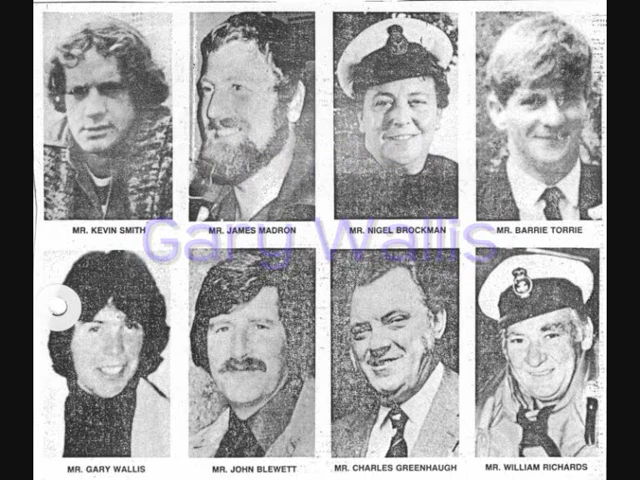 MR. KEVIN SMITH
MR. JAMES MADRON
MR. NIGEL BROCKMAN
MR. BARRIE TORRIE
Gary Wallis
MR. GARY WALLIS
MR. JOHN BLEWETT
MR. CHARLES GREENHAUGH
MR. WILLIAM RICHARDS